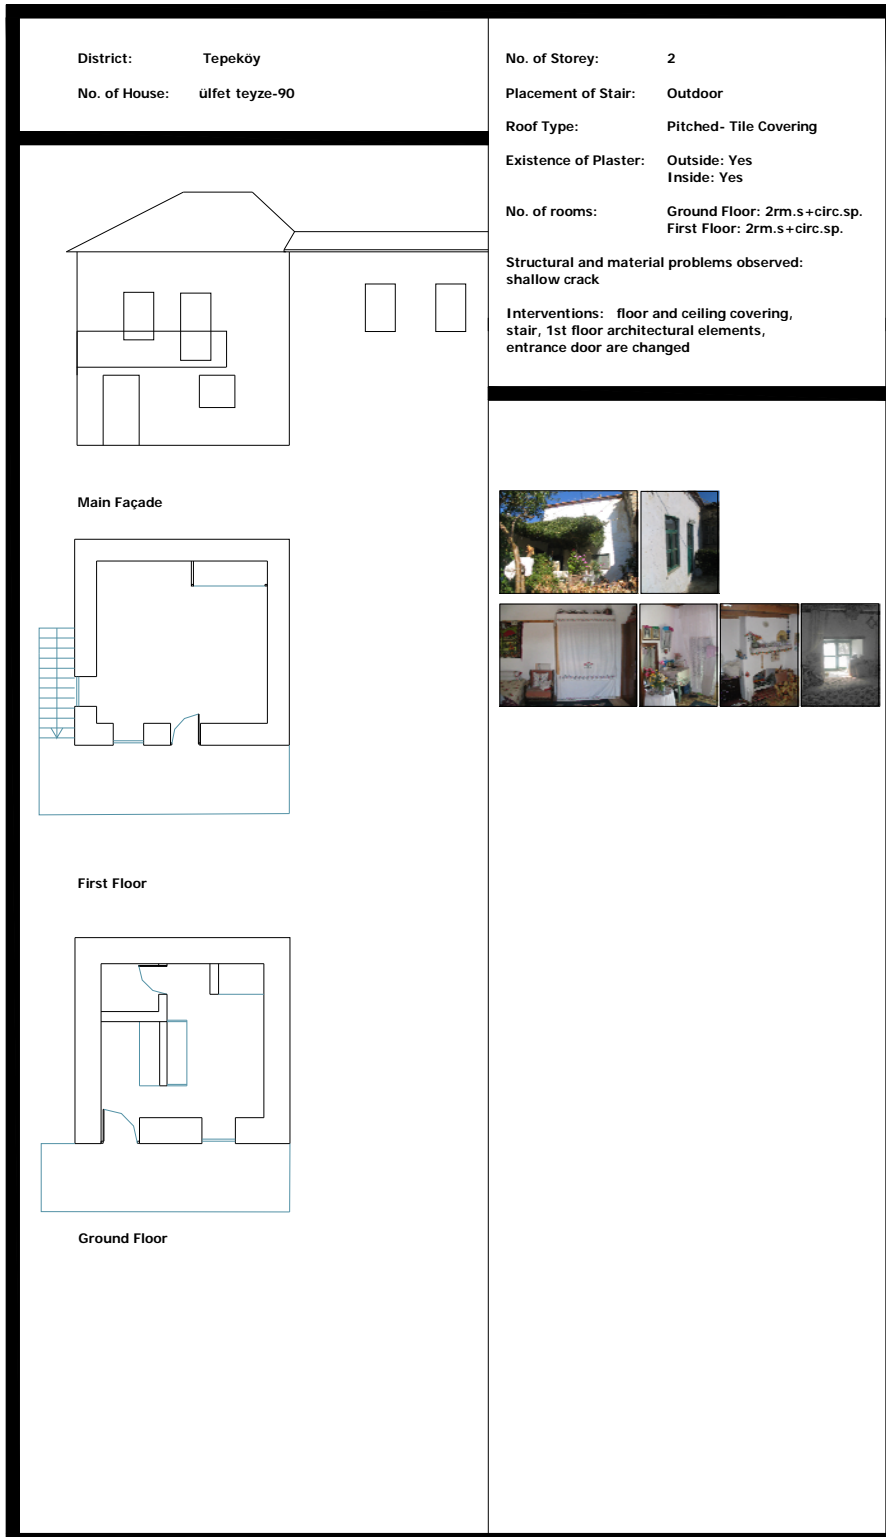 District: Tepeköy
No. of House: ülfet teyze-90
No. of Storey: 2
Placement of Stair: Outdoor
Roof Type: Pitched- Tile Covering
Existence of Plaster: Outside: Yes
Inside: Yes
No. of rooms: Ground Floor: 2rm.s+circ.sp.
First Floor: 2rm.s+circ.sp.
Structural and material problems observed:
shallow crack
Interventions: floor and ceiling covering,
stair, 1st floor architectural elements,
entrance door are changed
Main Façade
First Floor
Ground Floor